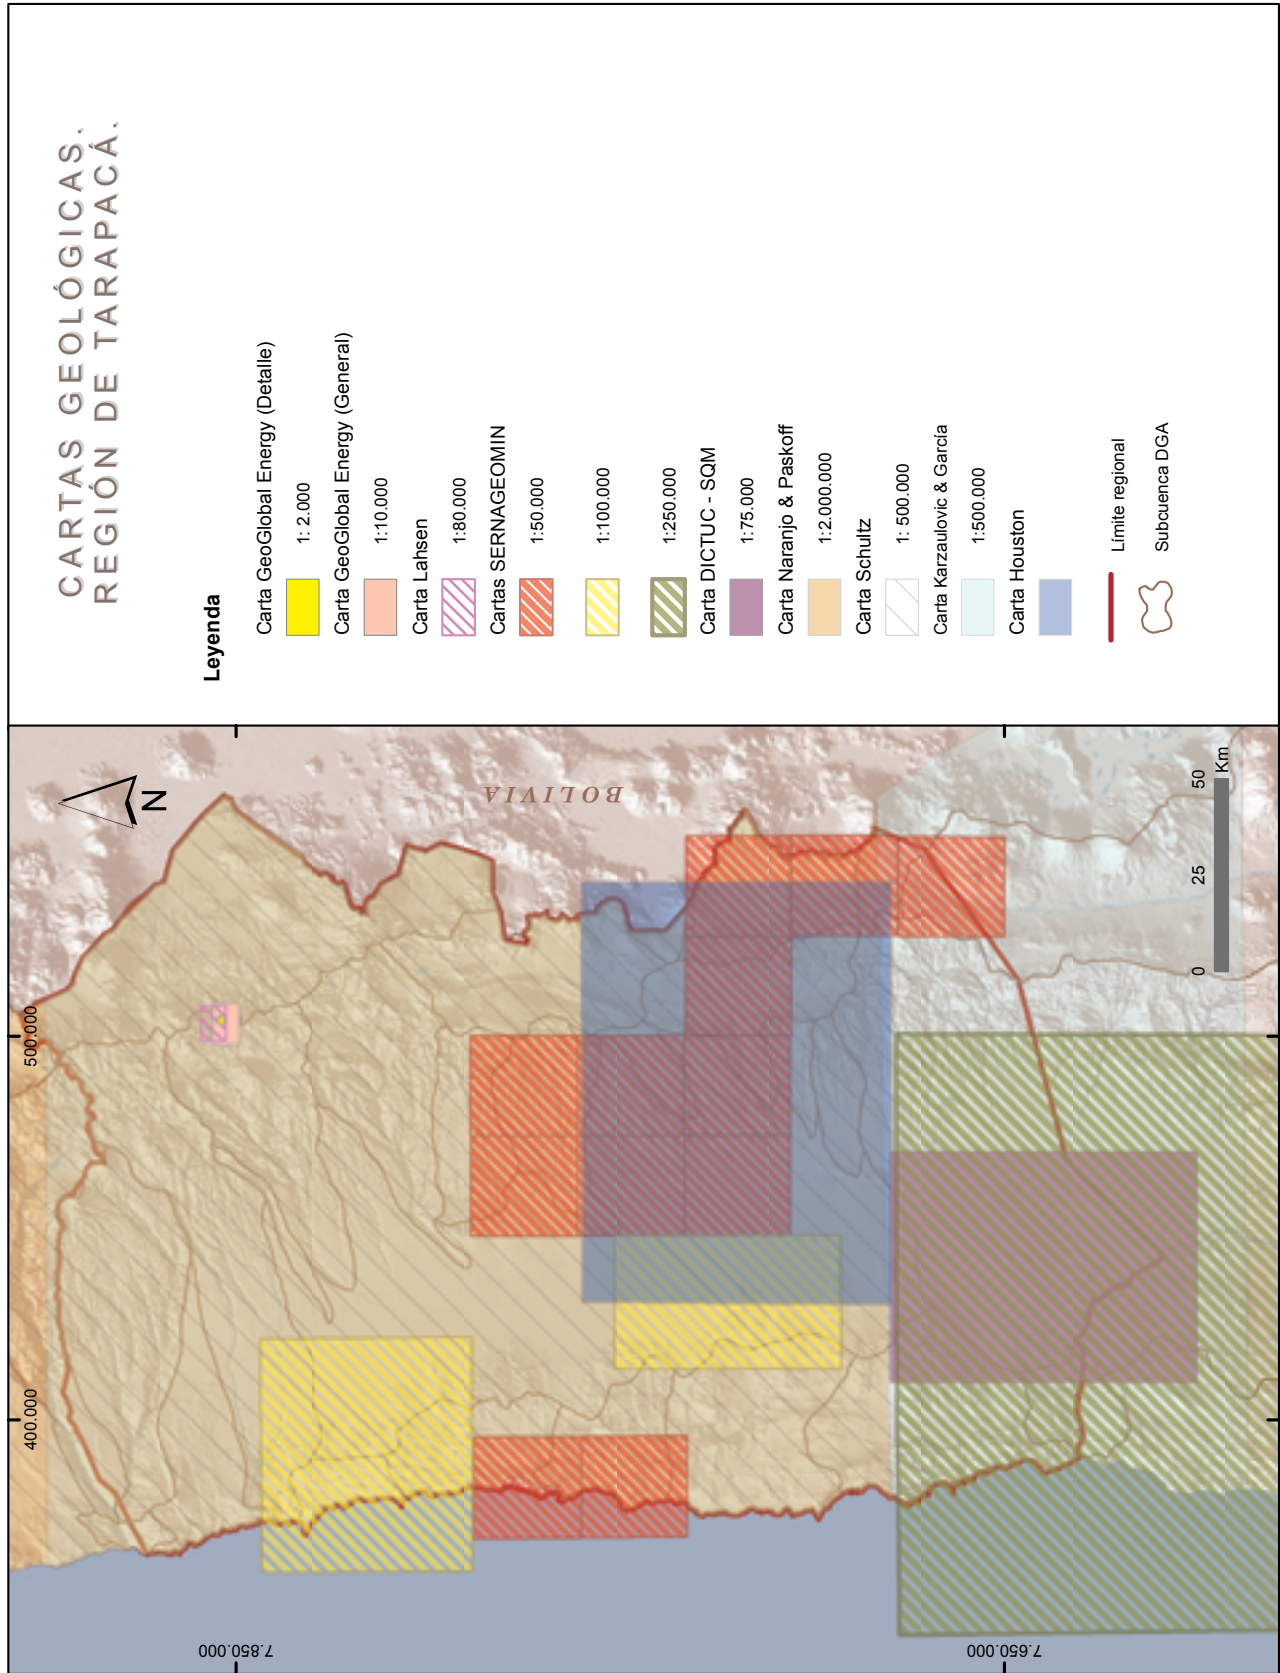 CARTAS GEOLÓGICAS.
REGIÓN DE TARAPACÁ.
Leyenda
Carta GeoGlobal Energy (Detalle)
1: 2.000
Carta GeoGlobal Energy (General)
1:10.000
Carta Lahsen
1:80.000
Cartas SERNAGEOMIN
1:50.000
1:100.000
1:250.000
Carta DICTUC - SQM
1:75.000
Carta Naranjo & Paskoff
1:2.000.000
Carta Schultz
1: 500.000
Carta Karzaulovic & García
1:500.000
Carta Houston
Límite regional
Subcuenca DGA
N
BOLIVIA
400.000
500.000
7.850.000
7.650.000
0
25
50
Km